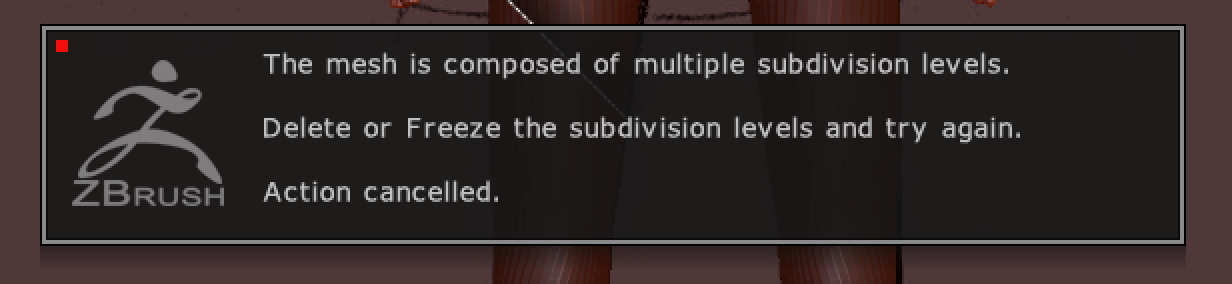 The mesh is composed of multiple subdivision levels.
Delete or Freeze the subdivision levels and try again.
Action cancelled.
ZBRUSH